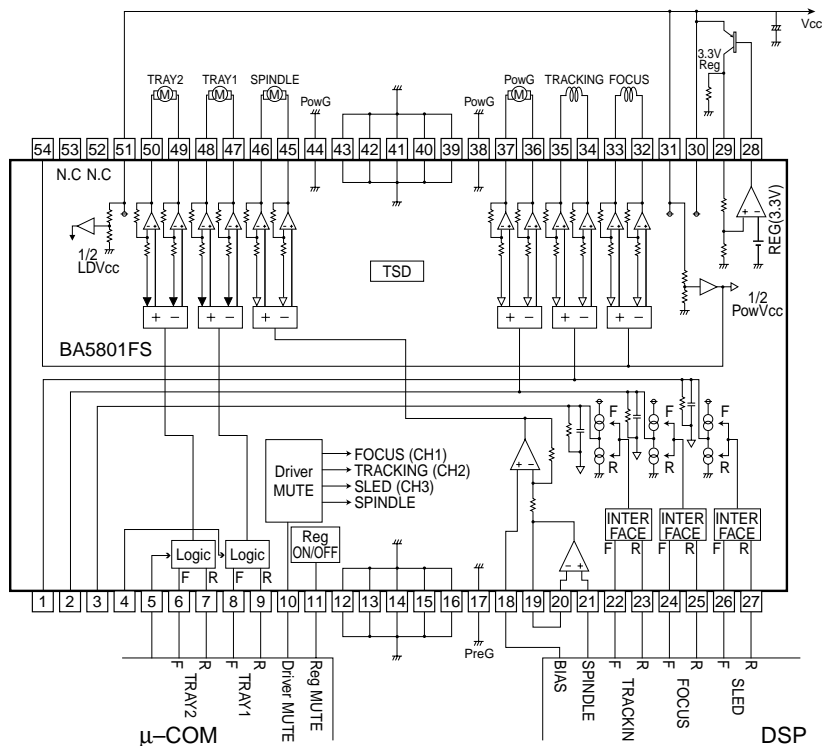 Vcc
3.3V
Reg
TRAY2 TRAY1 SPINDLE PowG TRACKING FOCUS
M M M M
PowG PowG
54 53 52 51 50 49 48 47 46 45 44 43 42 41 40 39 38 37 36 35 34 33 32 31 30 29 28
N.C N.C
+ − + − + − + − + − + − + −
REG(3.3V)
1/2
LDVcc
TSD
1/2
PowVcc
+ − + − + − + − + − + −
BA5801FS
F F F
R R R
Driver
MUTE
FOCUS (CH1)
TRACKING (CH2)
SLED (CH3)
SPINDLE
+ −
Reg
ON/OFF
INTER
FACE
INTER
FACE
INTER
FACE
Logic Logic
− +
F R F R F R F R F R
1 2 3 4 5 6 7 8 9 10 11 12 13 14 15 16 17 18 19 20 21 22 23 24 25 26 27
PreG
F R F R
TRAY2
TRAY1
Driver MUTE
Reg MUTE
BIAS
SPINDLE
F R F R F R
TRACKIN
FOCUS
SLED
μ–COM
DSP